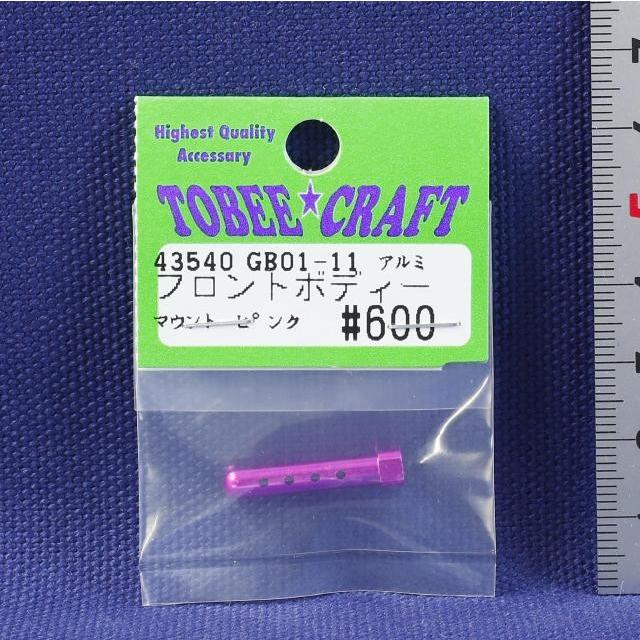 Highest Quality
Accessary
TOBEE★CRAFT
43540 GB01-11 アルミ
フロントボディー
マウント ピンク #600